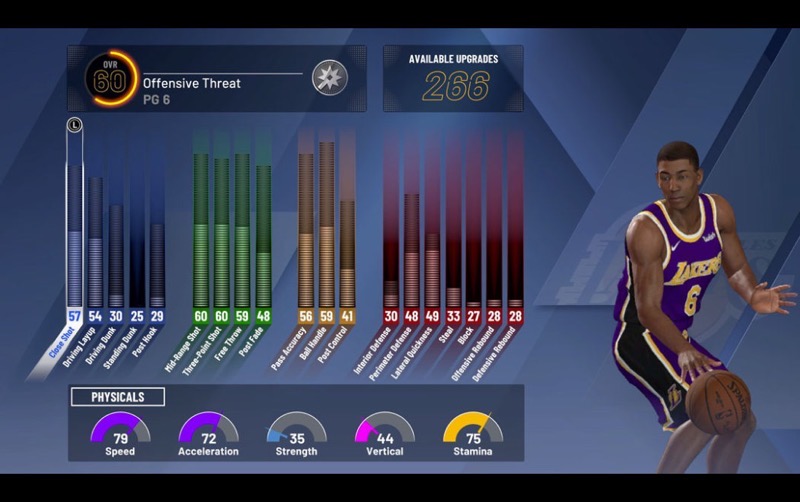 OVR
60
Offensive Threat
PG 6
AVAILABLE UPGRADES
266
L
57 54 30 25 29
60 60 59 48
56 59 41
30 48 49 33 27 28 28
Close Shot
Driving Layup
Driving Dunk
Standing Dunk
Post Hook
Mid-Range Shot
Three-Point Shot
Free Throw
Post Fade
Pass Accuracy
Ball Handle
Post Control
Interior Defense
Perimeter Defense
Lateral Quickness
Steal
Block
Offensive Rebound
Defensive Rebound
PHYSICALS
79 72 35 44 75
Speed Acceleration Strength Vertical Stamina
LAKERS
6